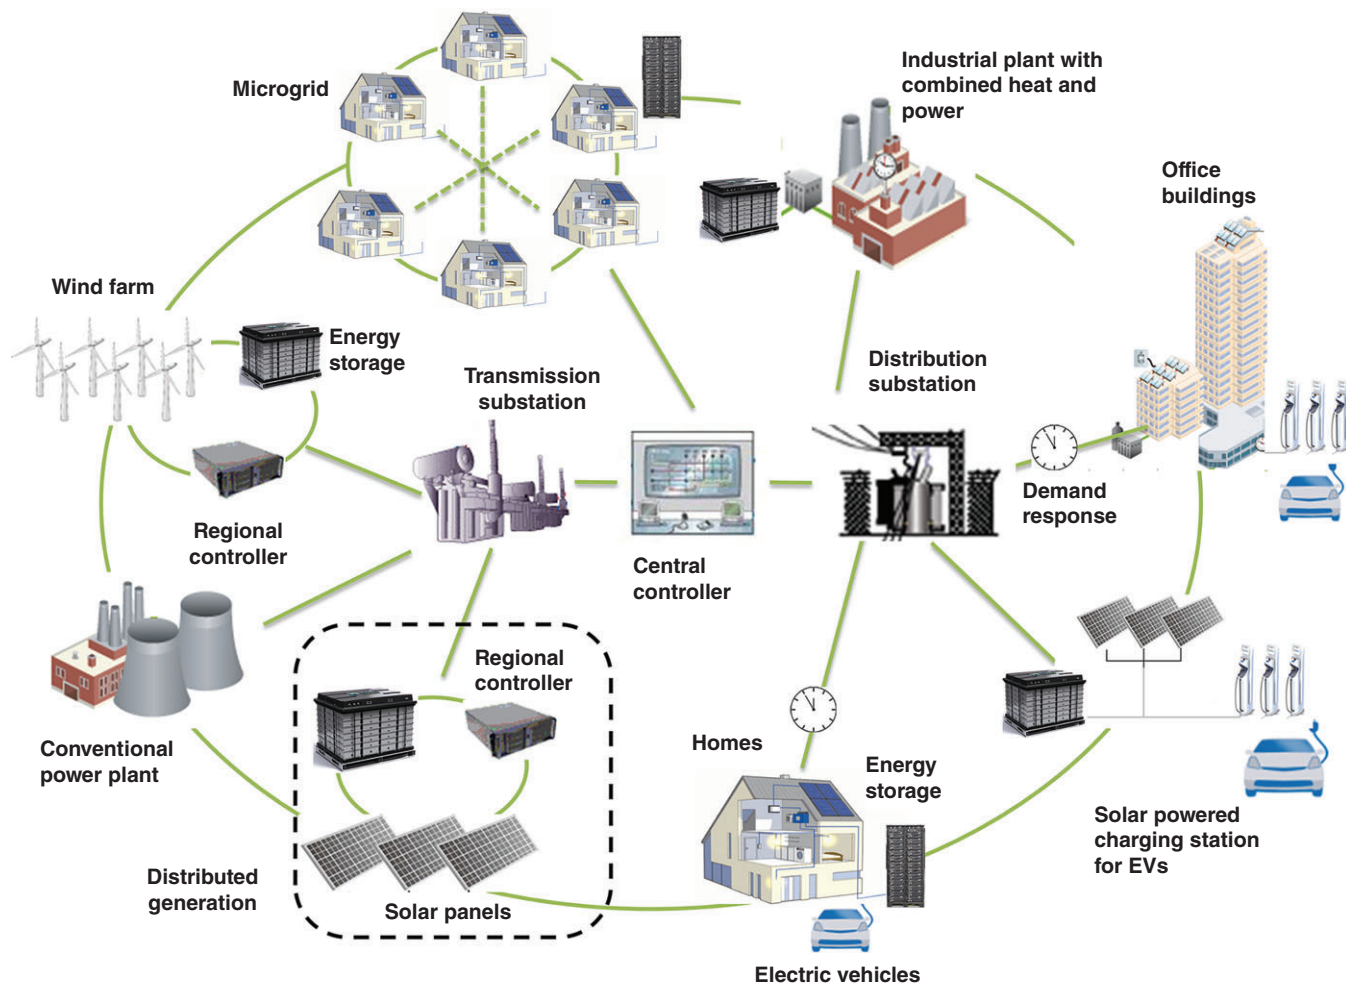 Industrial plant with
combined heat and
power
Microgrid
Office
buildings
Wind farm
Energy
storage
Transmission
substation
Distribution
substation
Demand
response
Regional
controller
Central
controller
Regional
controller
Conventional
power plant
Homes
Energy
storage
Solar powered
charging station
for EVs
Distributed
generation
Solar panels
Electric vehicles